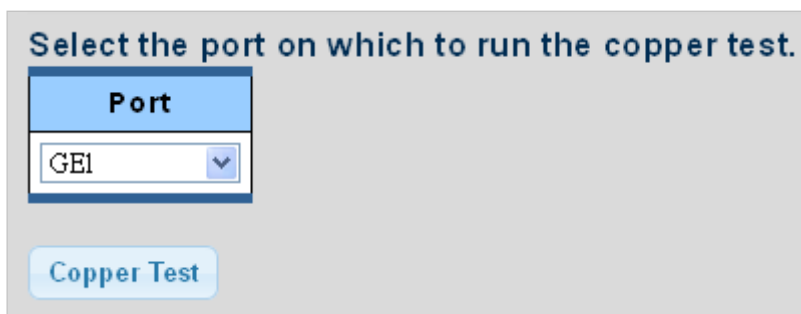 Select the port on which to run the copper test.
Port
GE1
Copper Test